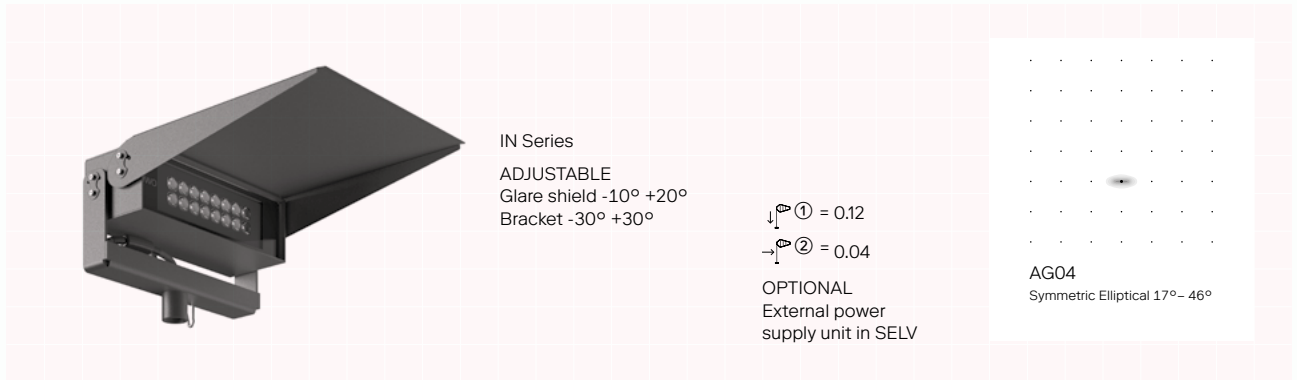 IN Series
ADJUSTABLE
Glare shield -10° +20°
Bracket -30° +30°
① = 0.12
② = 0.04
OPTIONAL
External power
supply unit in SELV
AG04
Symmetric Elliptical 17°– 46°